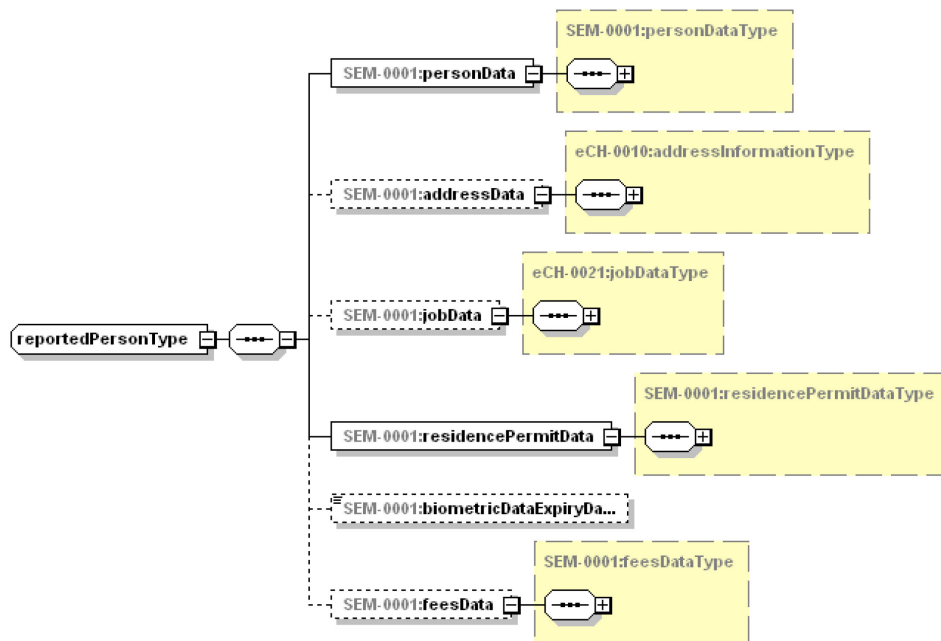 SEM-0001:personDataType
SEM-0001:personData
eCH-0010:addressInformationType
SEM-0001:addressData
eCH-0021:jobDataType
SEM-0001:jobData
reportedPersonType
SEM-0001:residencePermitDataType
SEM-0001:residencePermitData
SEM-0001:biometricDataExpiryDa...
SEM-0001:feesDataType
SEM-0001:feesData